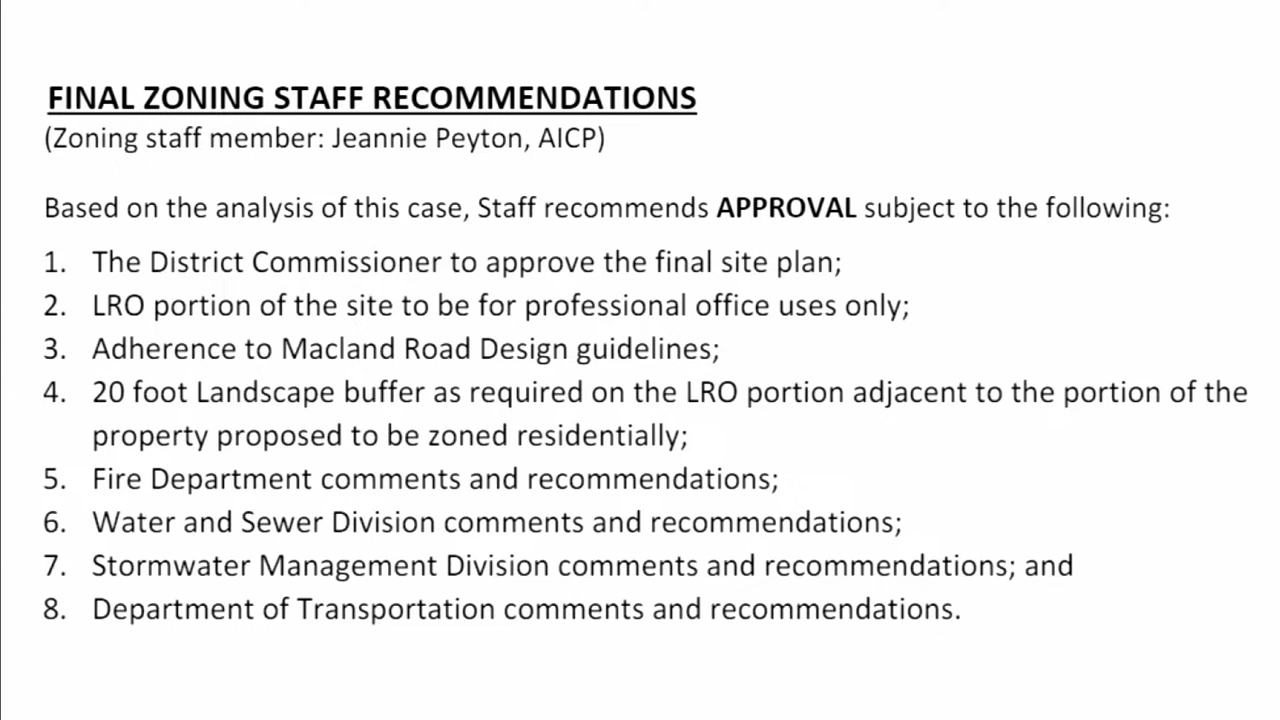 FINAL ZONING STAFF RECOMMENDATIONS
(Zoning staff member: Jeannie Peyton, AICP)
Based on the analysis of this case, Staff recommends APPROVAL subject to the following:
1. The District Commissioner to approve the final site plan;
2. LRO portion of the site to be for professional office uses only;
3. Adherence to Macland Road Design guidelines;
4. 20 foot Landscape buffer as required on the LRO portion adjacent to the portion of the
property proposed to be zoned residentially;
5. Fire Department comments and recommendations;
6. Water and Sewer Division comments and recommendations;
7. Stormwater Management Division comments and recommendations; and
8. Department of Transportation comments and recommendations.